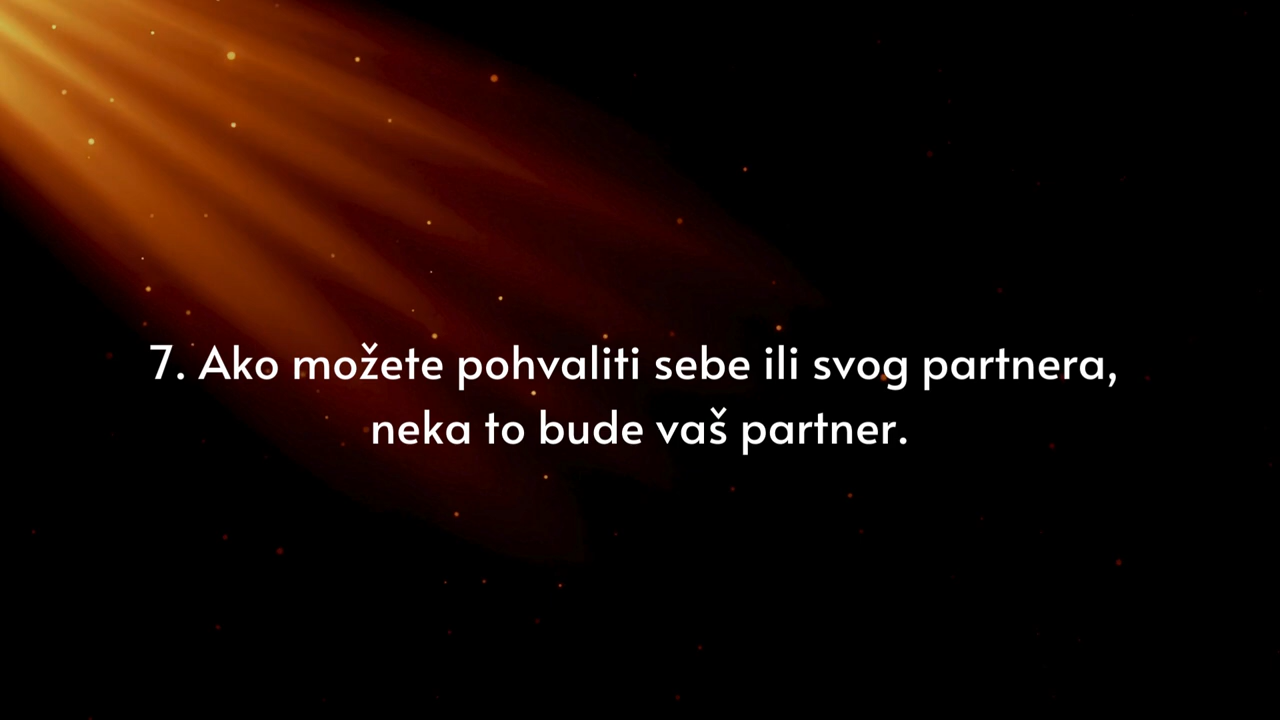 7. Ako možete pohvaliti sebe ili svog partnera,
neka to bude vaš partner.